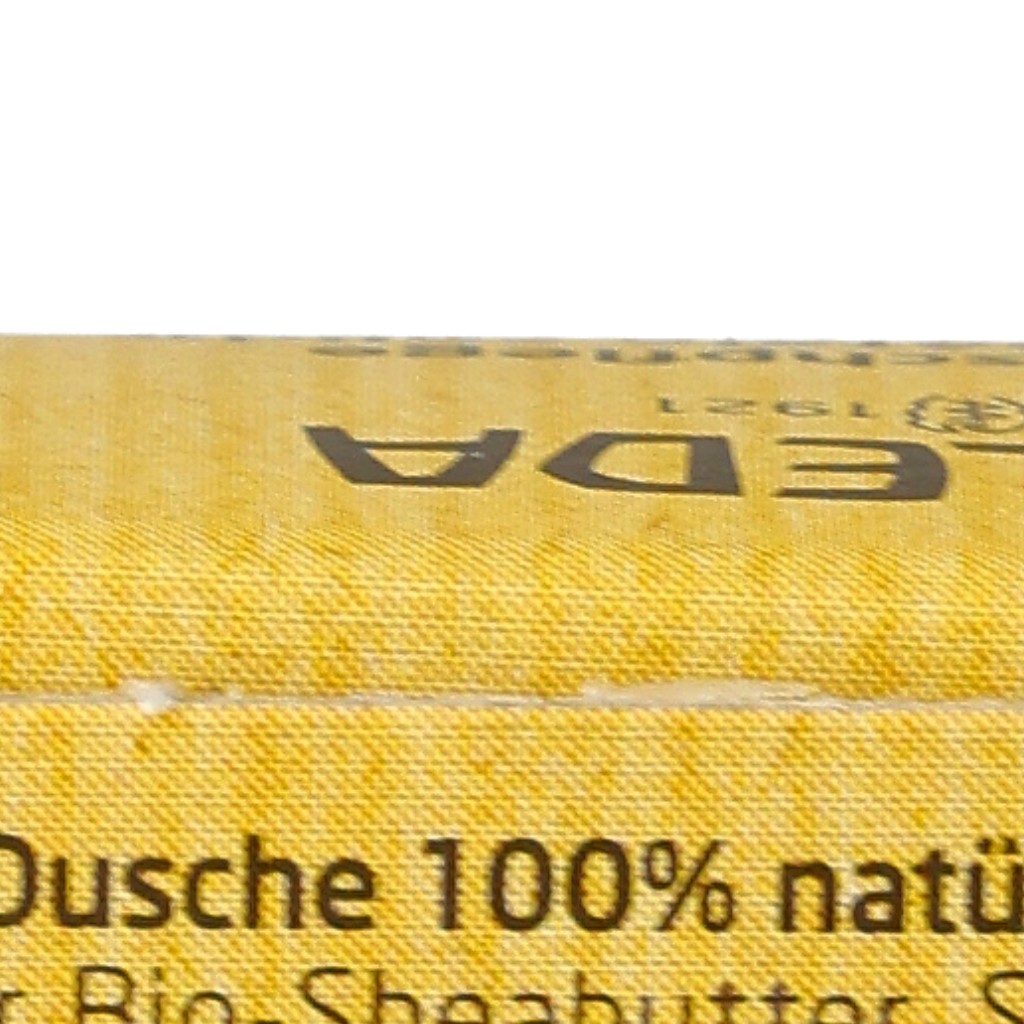 EDA
1921
Dusche 100% natü
r Bio-Sheabutter, S